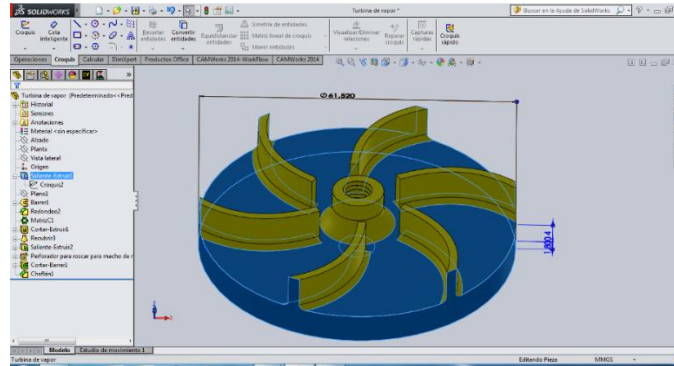 SOLIDWORKS
Turbina de vapor *
Buscar en la Ayuda de SolidWorks
Croquis
Cota inteligente
Recortar entidades
Convertir entidades
Equidistanciar entidades
Simetría de entidades
Matriz lineal de croquis
Mover entidades
Visualizar/Eliminar relaciones
Reparar croquis
Capturas rápidas
Croquis rápido
Operaciones
Croquis
Calcular
DimXpert
Productos Office
CAMWorks 2014-WorkFlow
CAMWorks 2014
Turbina de vapor (Predeterminado<<Pred
Historial
Sensores
Anotaciones
Material <sin especificar>
Alzado
Planta
Vista lateral
Origen
Saliente-Extruir1
Croquis2
Plano1
Barrer1
Redondeo2
MatrizC1
Cortar-Extruir1
Recubrir3
Saliente-Extruir2
Perforador para roscar para macho de r
Cortar-Barrer1
Chaflán1
Ø 61,520
Modelo
Estudio de movimiento 1
Turbina de vapor
Editando Pieza
MMGS